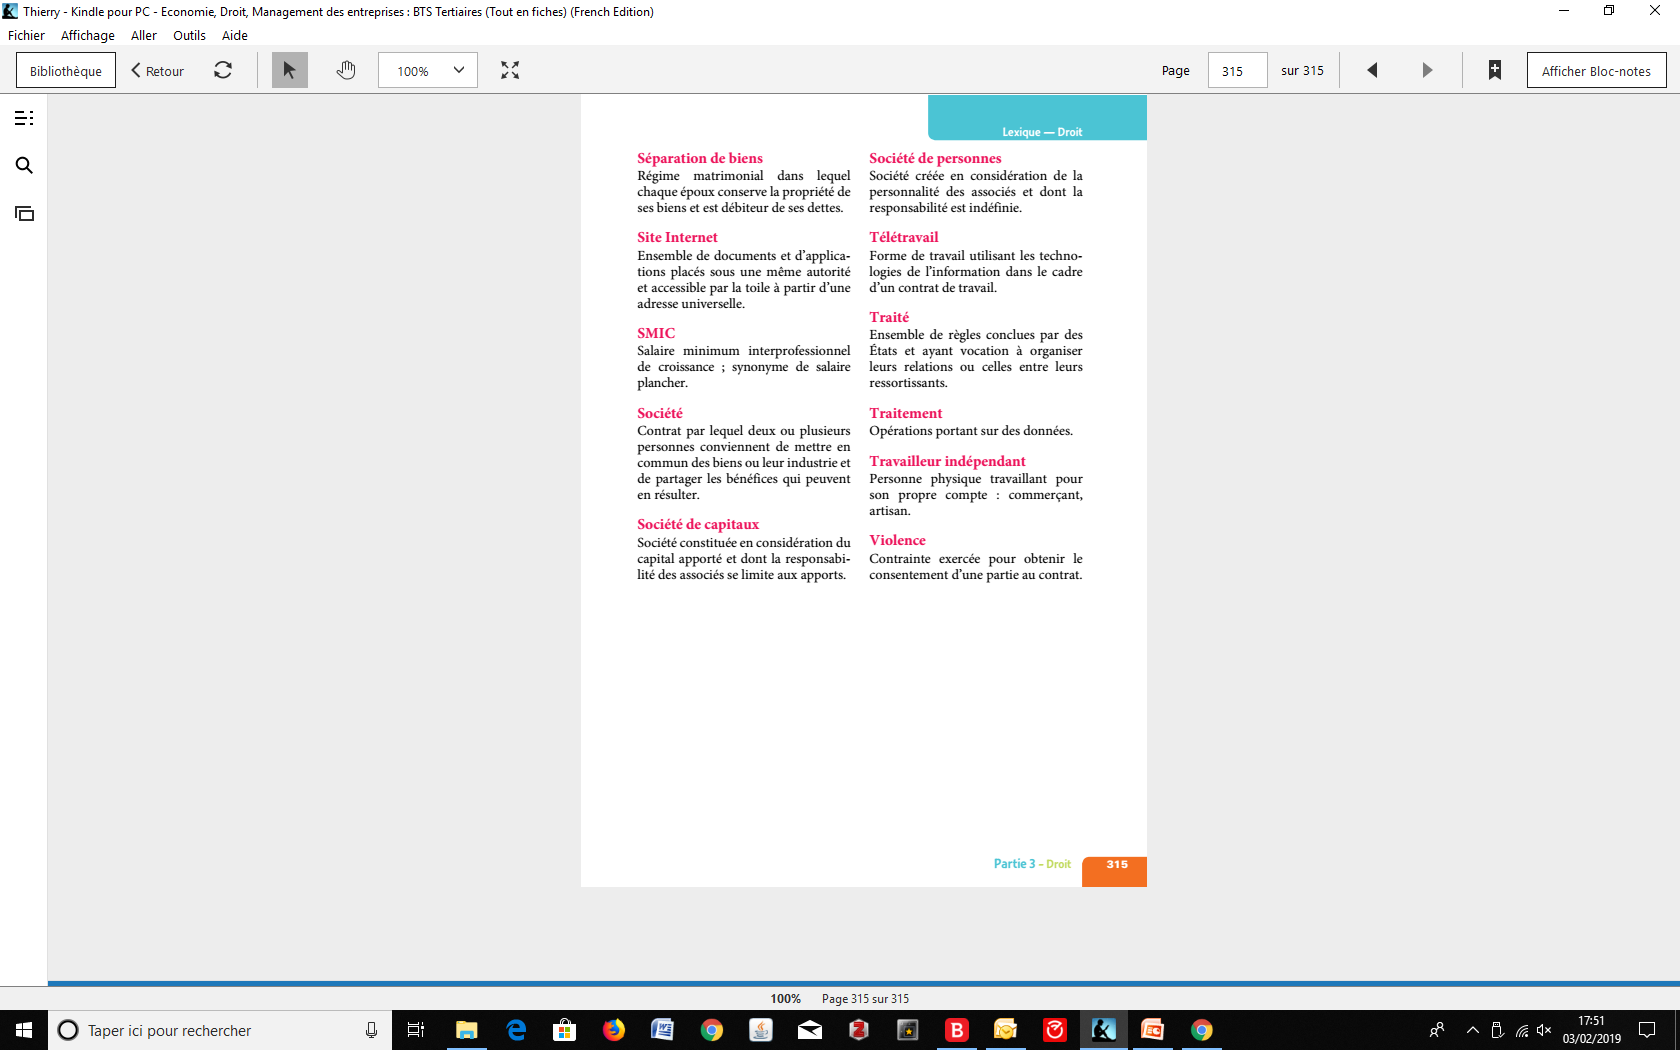 Thierry - Kindle pour PC - Economie, Droit, Management des entreprises : BTS Tertiaires (Tout en fiches) (French Edition)
Fichier Affichage Aller Outils Aide
Bibliothèque Retour 100% Page 315 sur 315 Afficher Bloc-notes
Lexique — Droit
Séparation de biens
Régime matrimonial dans lequel
chaque époux conserve la propriété de
ses biens et est débiteur de ses dettes.
Site Internet
Ensemble de documents et d'applica-
tions placés sous une même autorité
et accessible par la toile à partir d'une
adresse universelle.
SMIC
Salaire minimum interprofessionnel
de croissance ; synonyme de salaire
plancher.
Société
Contrat par lequel deux ou plusieurs
personnes conviennent de mettre en
commun des biens ou leur industrie et
de partager les bénéfices qui peuvent
en résulter.
Société de capitaux
Société constituée en considération du
capital apporté et dont la responsabi-
lité des associés se limite aux apports.
Société de personnes
Société créée en considération de la
personnalité des associés et dont la
responsabilité est indéfinie.
Télétravail
Forme de travail utilisant les techno-
logies de l'information dans le cadre
d'un contrat de travail.
Traité
Ensemble de règles conclues par des
États et ayant vocation à organiser
leurs relations ou celles entre leurs
ressortissants.
Traitement
Opérations portant sur des données.
Travailleur indépendant
Personne physique travaillant pour
son propre compte : commerçant,
artisan.
Violence
Contrainte exercée pour obtenir le
consentement d'une partie au contrat.
Partie 3 - Droit 315
100% Page 315 sur 315
Taper ici pour rechercher
17:51
03/02/2019